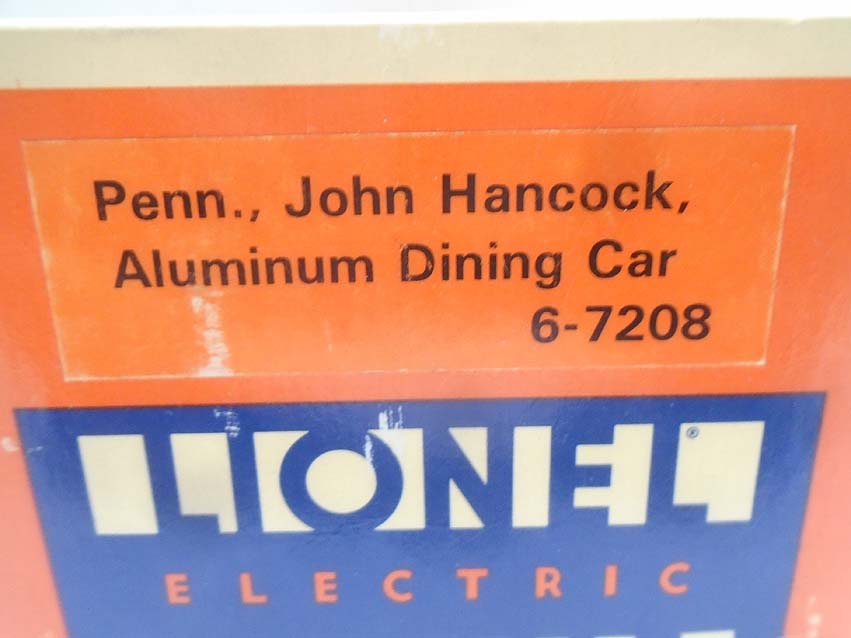 Penn., John Hancock,
Aluminum Dining Car
6-7208
LIONEL®
ELECTRIC